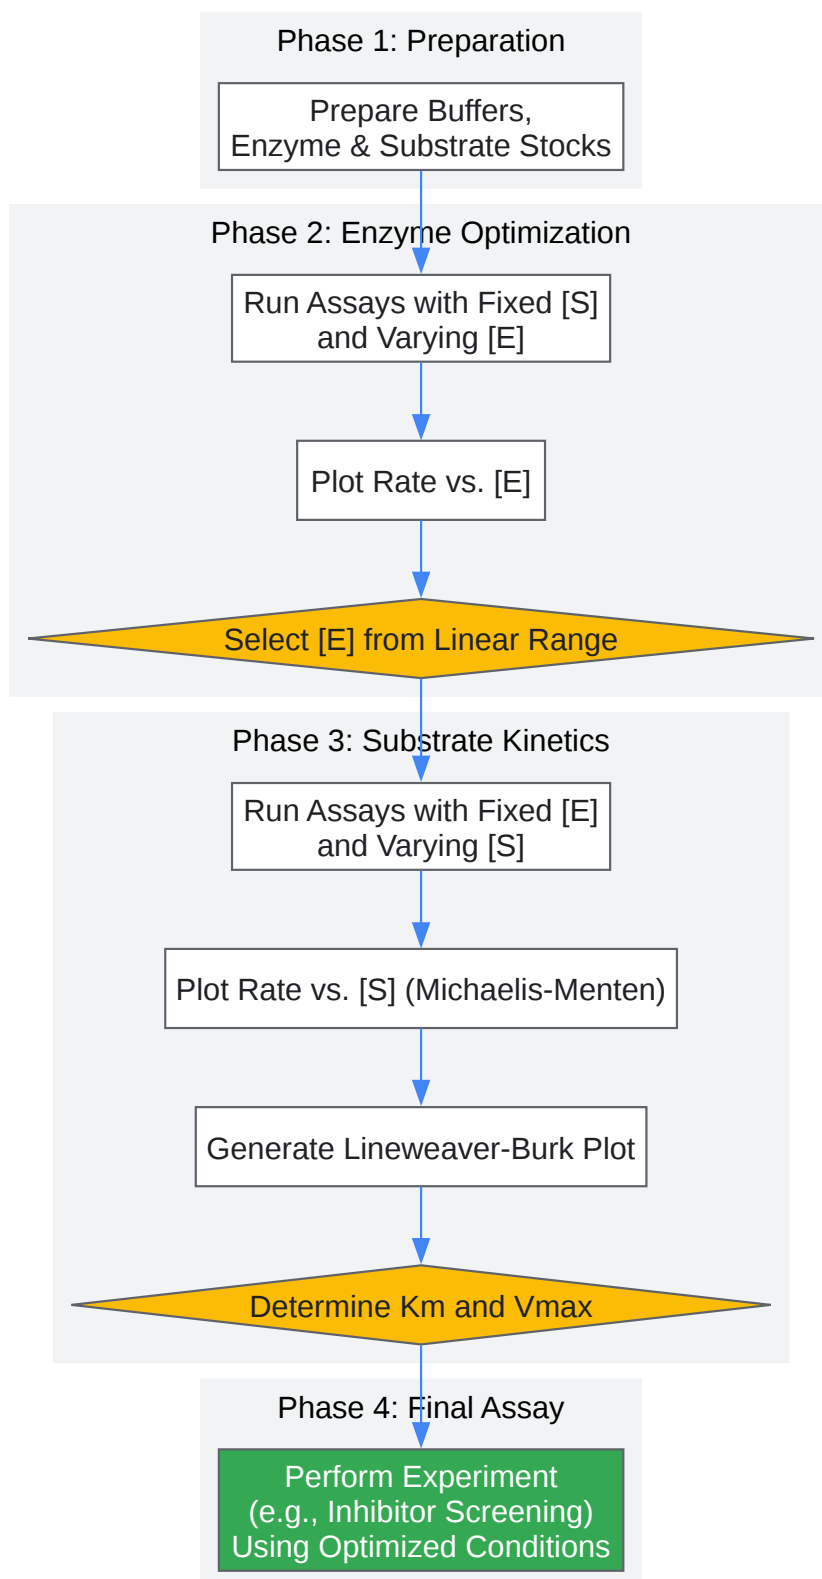 Phase 1: Preparation
Prepare Buffers,
Enzyme & Substrate Stocks
Phase 2: Enzyme Optimization
Run Assays with Fixed [S]
and Varying [E]
Plot Rate vs. [E]
Select [E] from Linear Range
Phase 3: Substrate Kinetics
Run Assays with Fixed [E]
and Varying [S]
Plot Rate vs. [S] (Michaelis-Menten)
Generate Lineweaver-Burk Plot
Determine Km and Vmax
Phase 4: Final Assay
Perform Experiment
(e.g., Inhibitor Screening)
Using Optimized Conditions